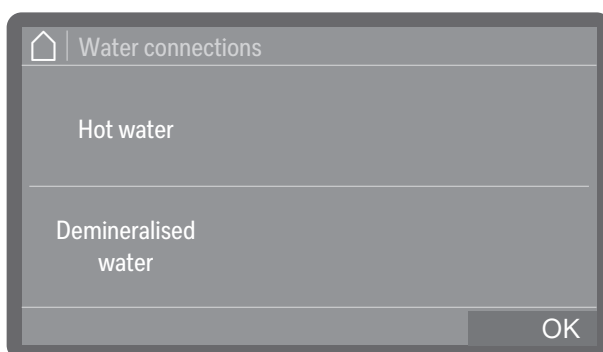 Water connections
Hot water
Demineralised
water
OK